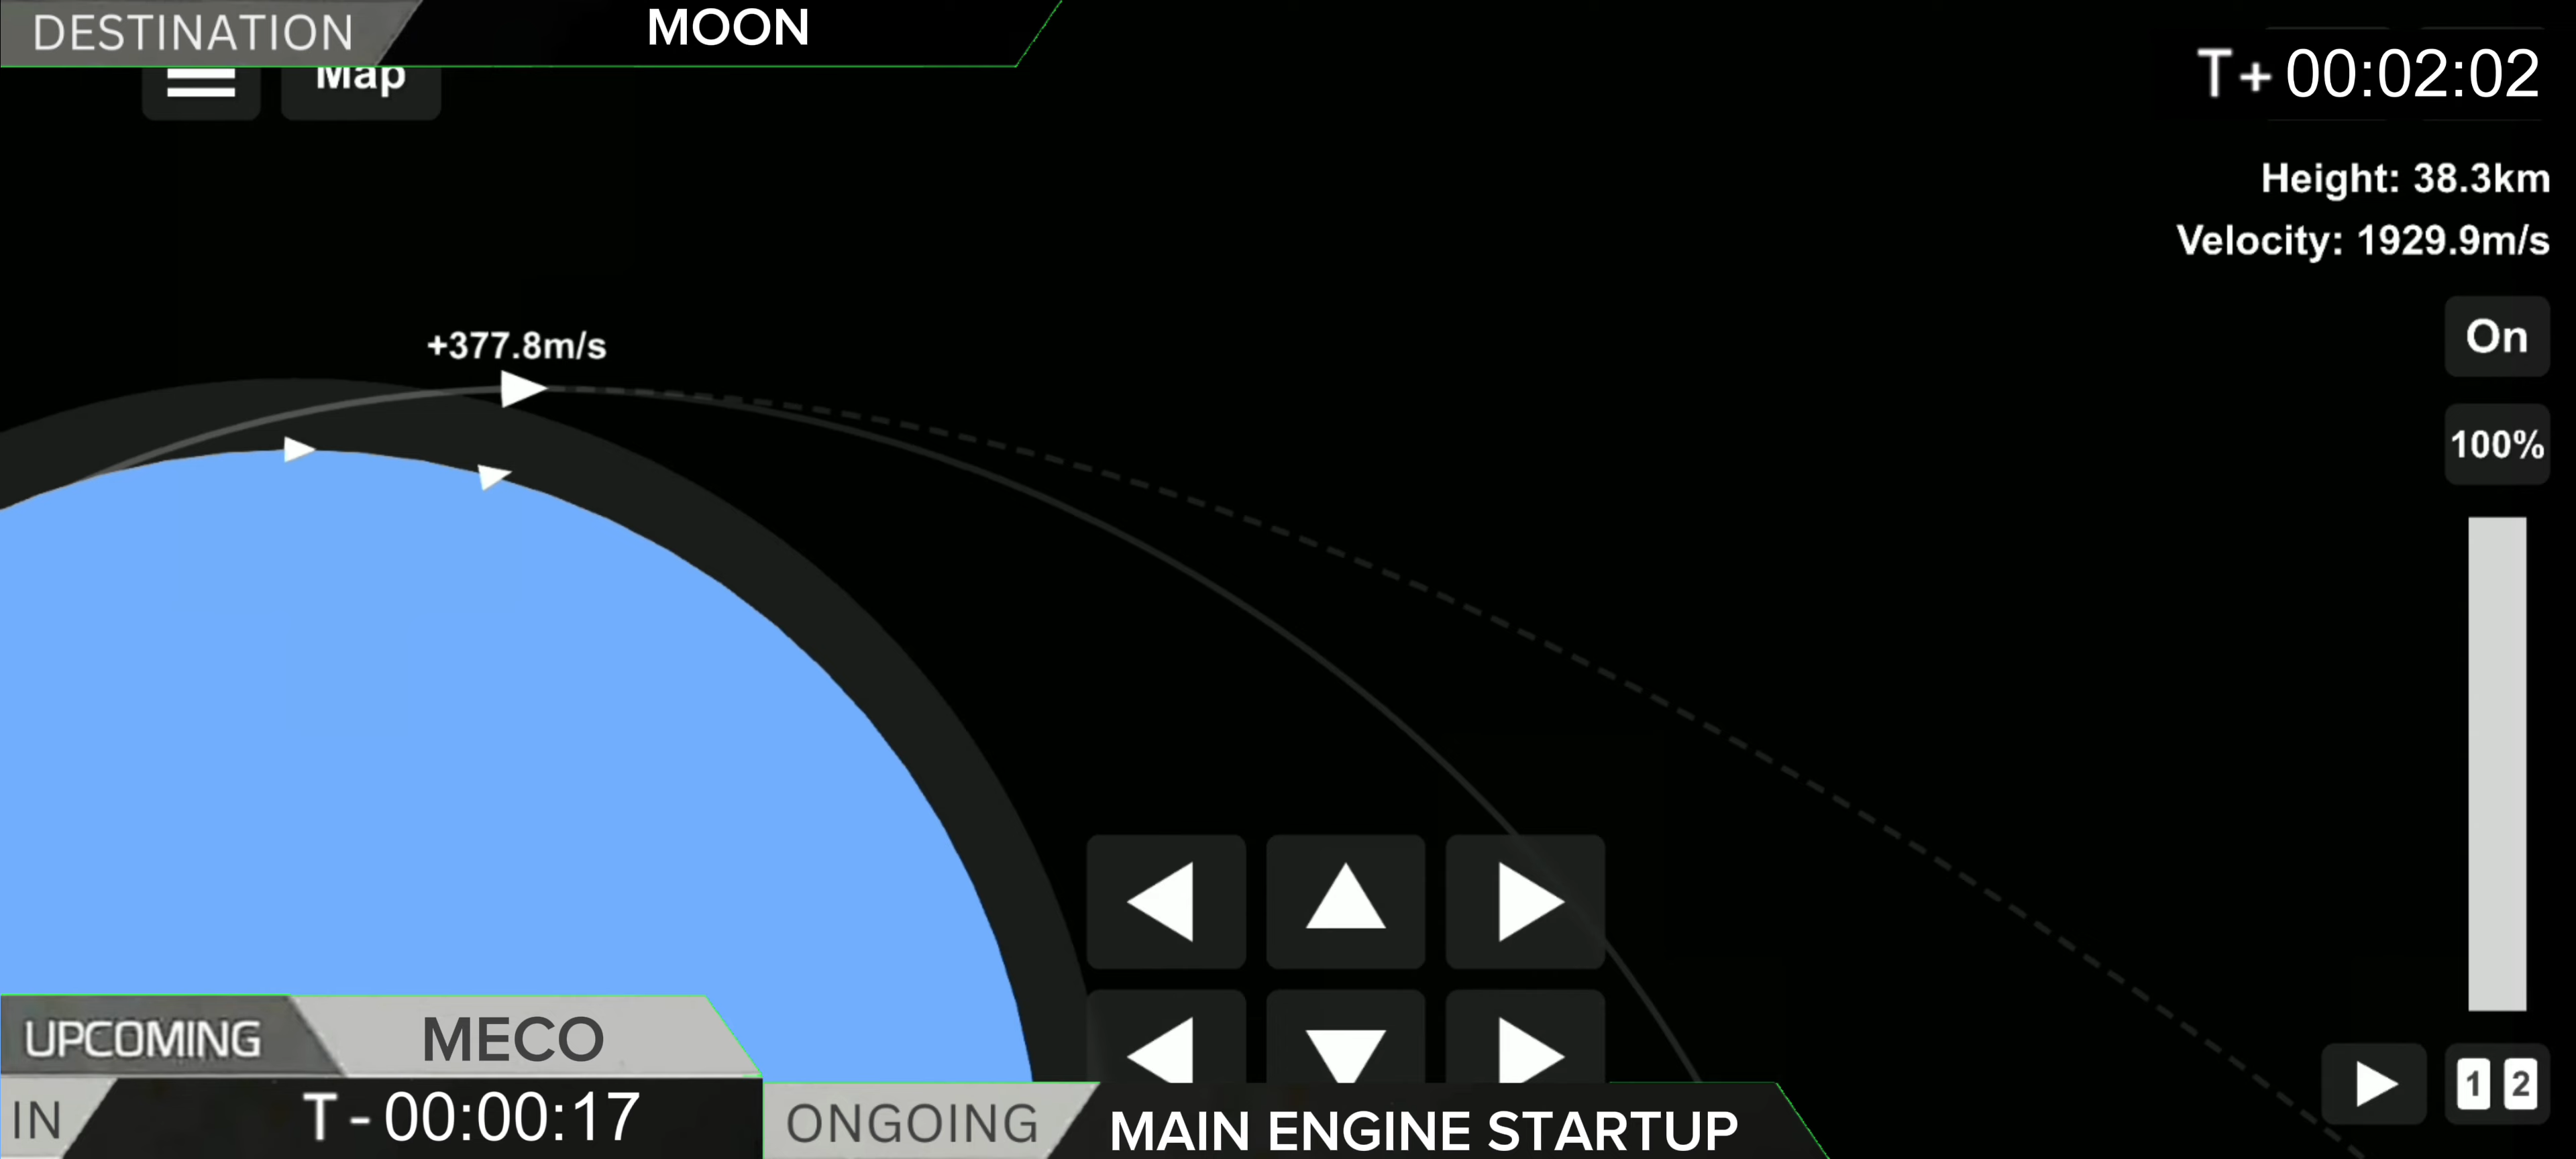 DESTINATION
MOON
Map
T+ 00:02:02
Height: 38.3km
Velocity: 1929.9m/s
+377.8m/s
On
100%
1 2
UPCOMING
MECO
IN
T - 00:00:17
ONGOING
MAIN ENGINE STARTUP